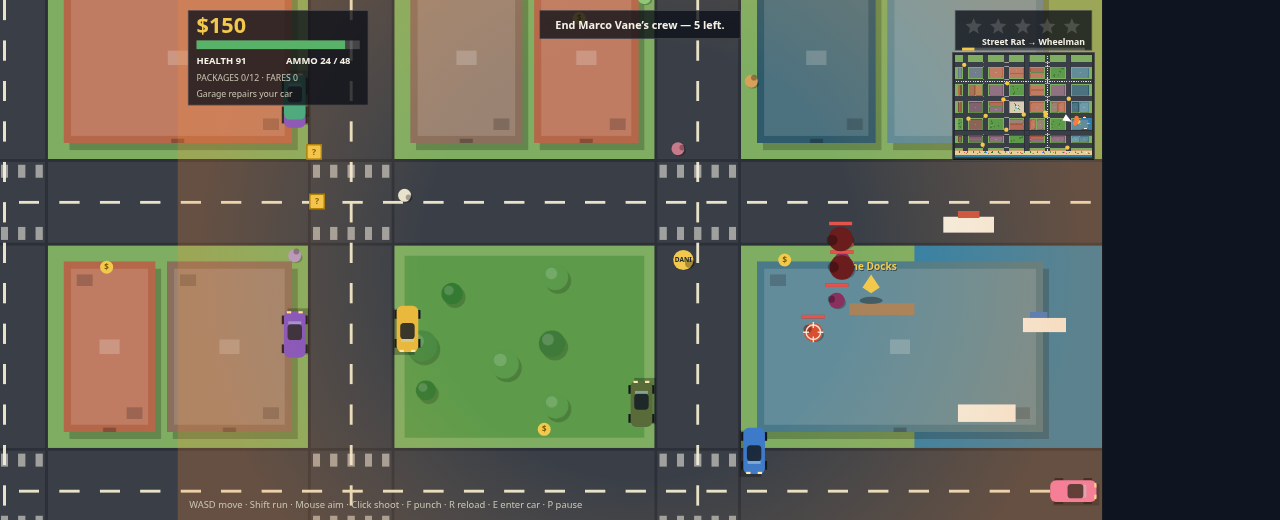 $150
HEALTH 91 AMMO 24 / 48
PACKAGES 0/12 · FARES 0
Garage repairs your car
End Marco Vane's crew — 5 left.
Street Rat → Wheelman
?
?
$
DANI
$
he Docks
$
WASD move · Shift run · Mouse aim · Click shoot · F punch · R reload · E enter car · P pause